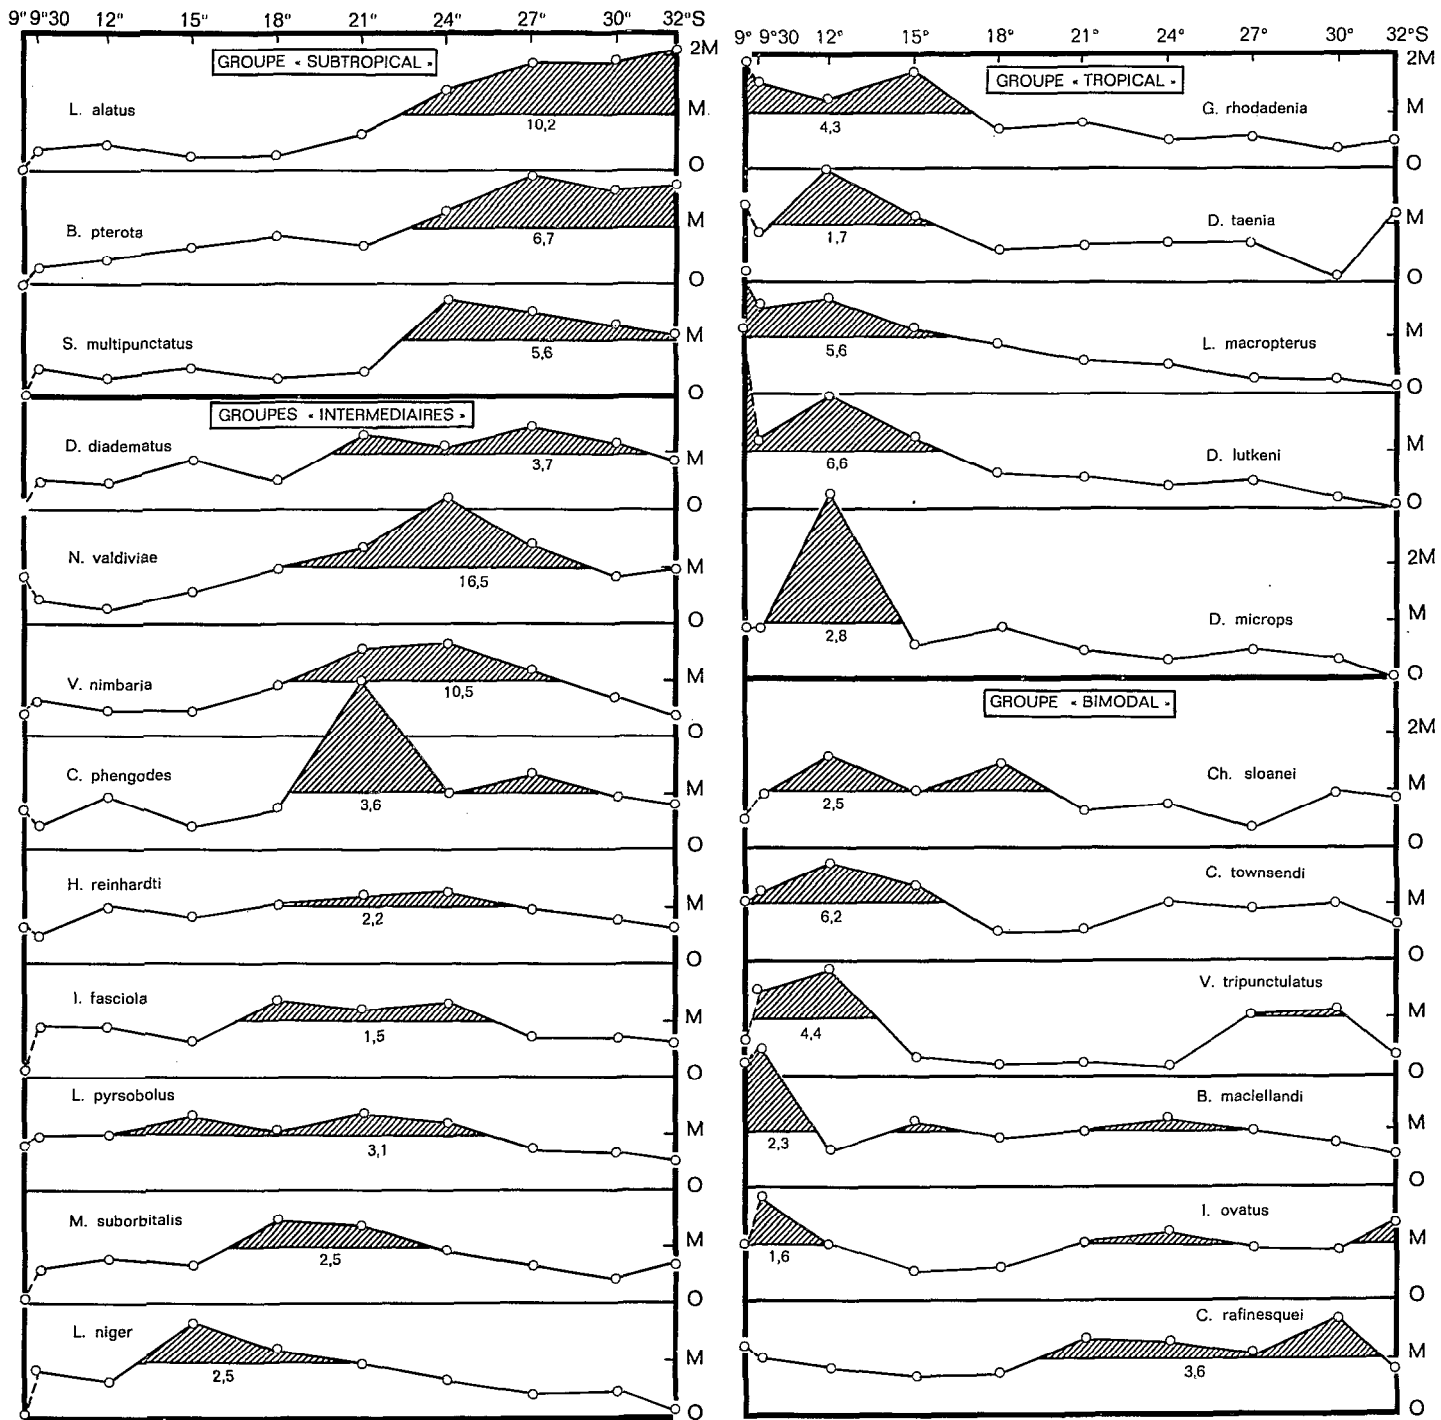 9° 9°30 12° 15° 18° 21° 24° 27° 30° 32°S
GROUPE « SUBTROPICAL »
2M
L. alatus
M
10,2
O
B. pterota
M
6,7
O
S. multipunctatus
M
5,6
O
GROUPES « INTERMEDIAIRES »
D. diadematus
M
3,7
O
N. valdiviae
M
16,5
O
V. nimbaria
M
10,5
O
C. phengodes
M
3,6
O
H. reinhardti
M
2,2
O
I. fasciola
M
1,5
O
L. pyrsobolus
M
3,1
O
M. suborbitalis
M
2,5
O
L. niger
M
2,5
O
9° 9°30 12° 15° 18° 21° 24° 27° 30° 32°S
2M
GROUPE « TROPICAL »
G. rhodadenia
M
4,3
O
D. taenia
M
1,7
O
L. macropterus
M
5,6
O
D. lutkeni
M
6,6
O
2M
D. microps
M
2,8
O
GROUPE « BIMODAL »
2M
Ch. sloanei
M
2,5
O
C. townsendi
M
6,2
O
V. tripunctulatus
M
4,4
O
B. maclellandi
M
2,3
O
I. ovatus
M
1,6
O
C. rafinesquei
M
3,6
O